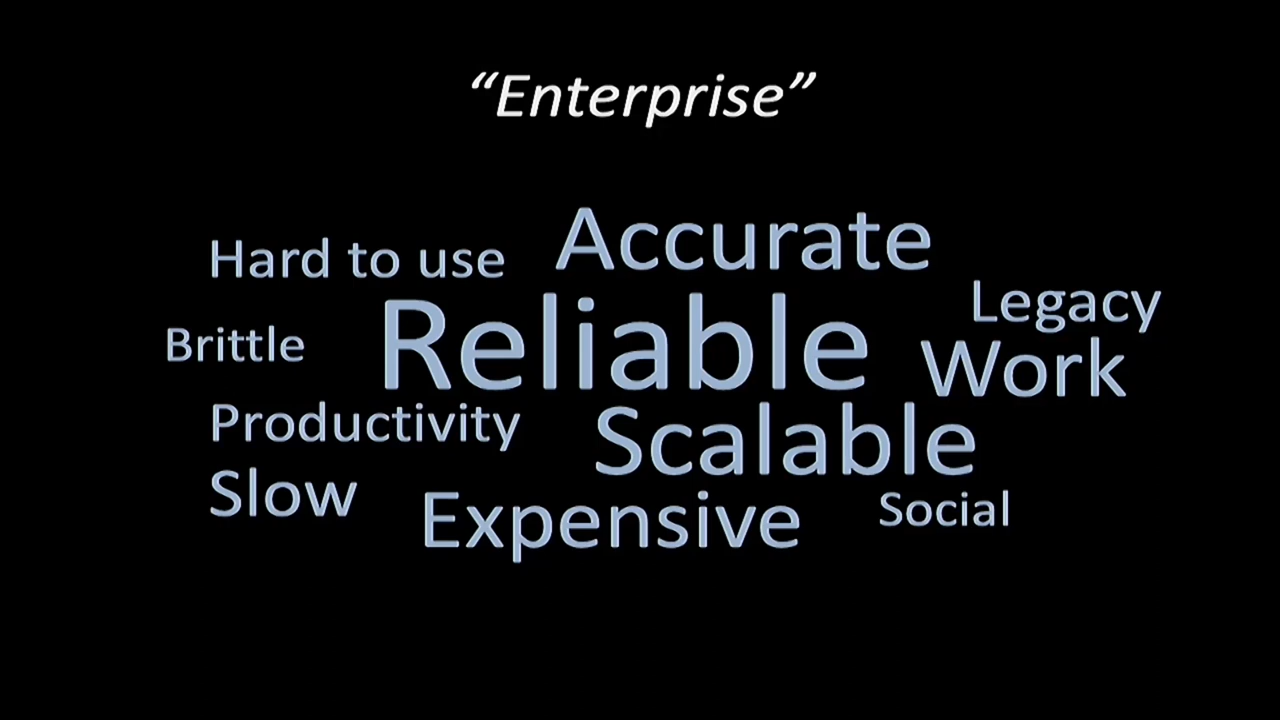 “Enterprise”
Hard to use
Accurate
Legacy
Brittle
Reliable
Work
Productivity
Scalable
Slow
Expensive
Social